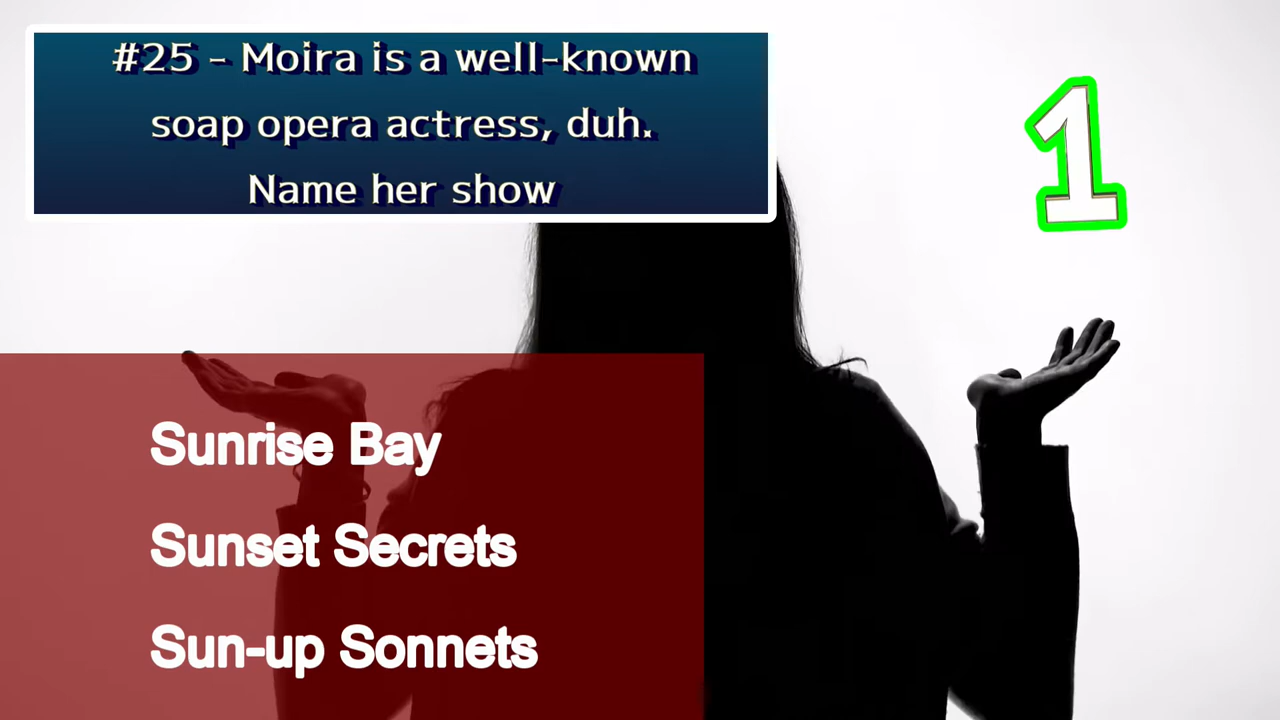 #25 - Moira is a well-known
soap opera actress, duh.
Name her show
1
Sunrise Bay
Sunset Secrets
Sun-up Sonnets